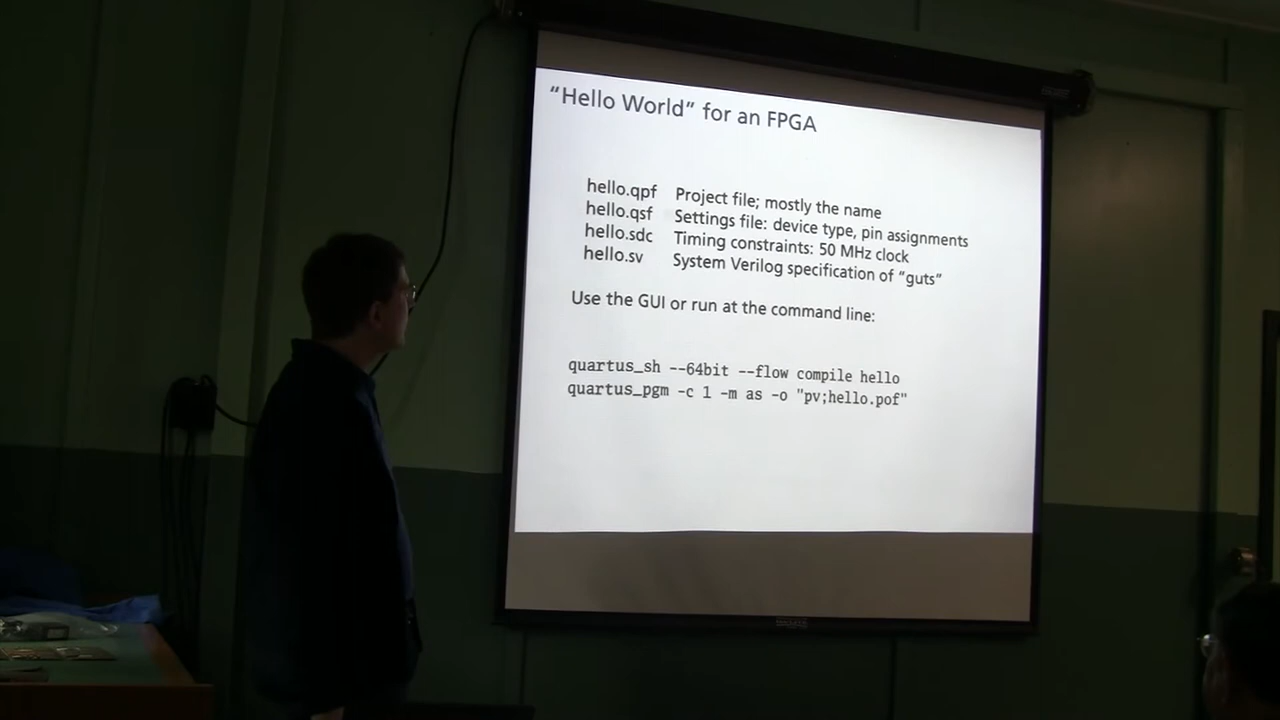 “Hello World” for an FPGA
hello.qpf Project file; mostly the name
hello.qsf Settings file: device type, pin assignments
hello.sdc Timing constraints: 50 MHz clock
hello.sv System Verilog specification of “guts”
Use the GUI or run at the command line:
quartus_sh --64bit --flow compile hello
quartus_pgm -c 1 -m as -o "pv;hello.pof"